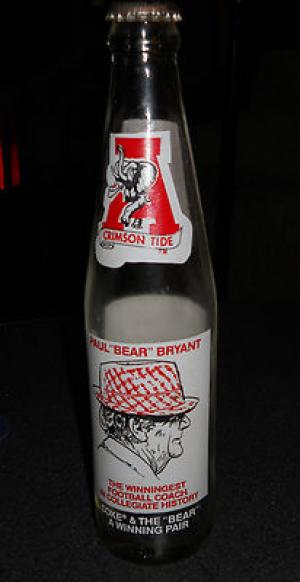 A
CRIMSON TIDE
PAUL "BEAR" BRYANT
THE WINNINGEST
FOOTBALL COACH
IN COLLEGIATE HISTORY
COKE® & THE "BEAR"
A WINNING PAIR